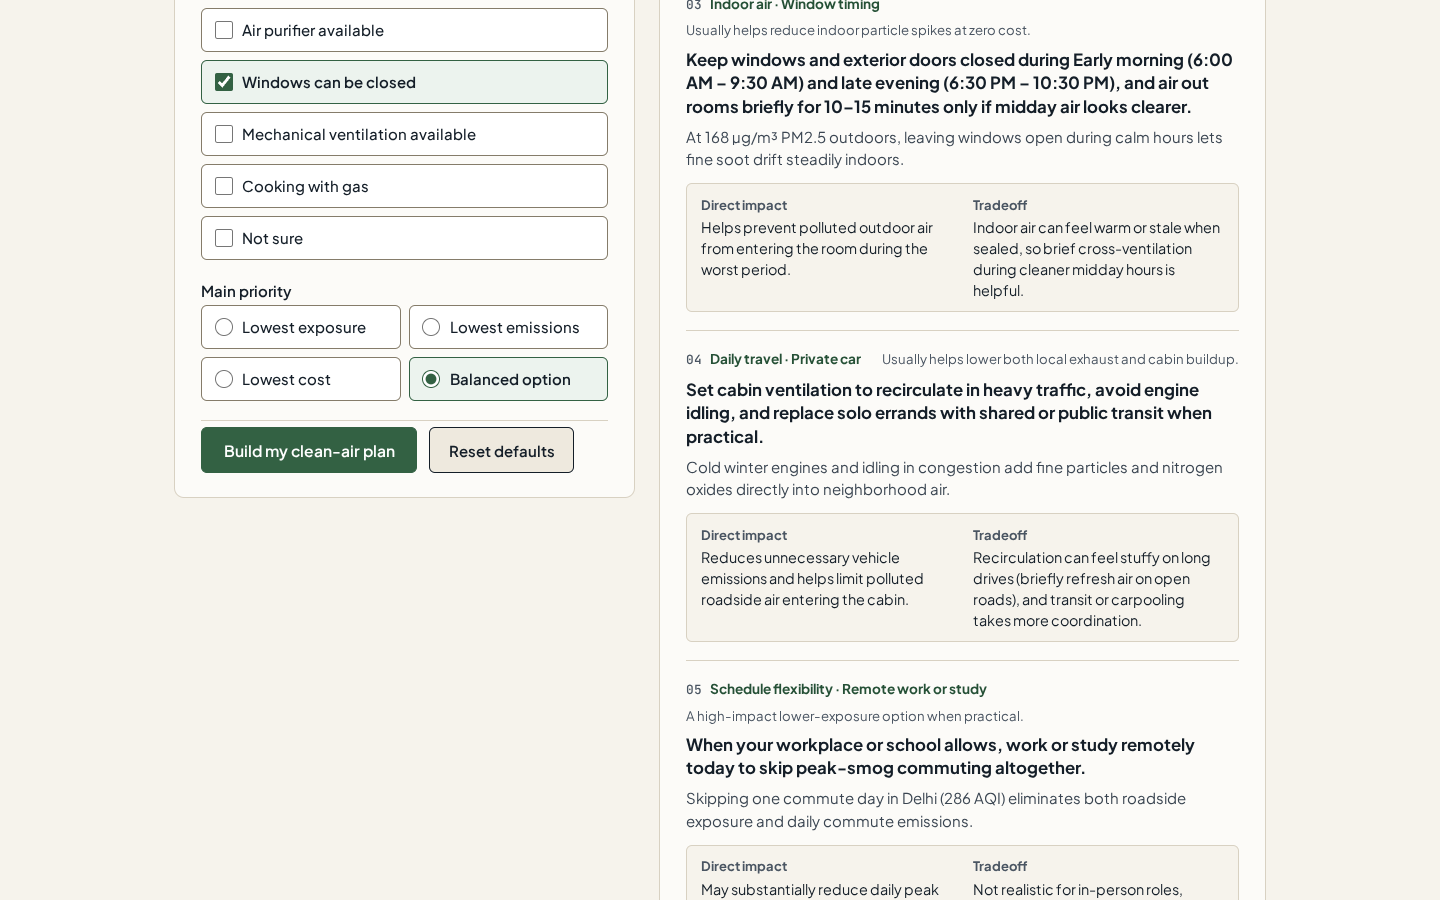 Air purifier available
Windows can be closed
Mechanical ventilation available
Cooking with gas
Not sure
Main priority
Lowest exposure
Lowest emissions
Lowest cost
Balanced option
Build my clean-air plan
Reset defaults
03 Indoor air · Window timing
Usually helps reduce indoor particle spikes at zero cost.
Keep windows and exterior doors closed during Early morning (6:00
AM – 9:30 AM) and late evening (6:30 PM – 10:30 PM), and air out
rooms briefly for 10–15 minutes only if midday air looks clearer.
At 168 µg/m³ PM2.5 outdoors, leaving windows open during calm hours lets
fine soot drift steadily indoors.
Direct impact
Helps prevent polluted outdoor air
from entering the room during the
worst period.
Tradeoff
Indoor air can feel warm or stale when
sealed, so brief cross-ventilation
during cleaner midday hours is
helpful.
04 Daily travel · Private car
Usually helps lower both local exhaust and cabin buildup.
Set cabin ventilation to recirculate in heavy traffic, avoid engine
idling, and replace solo errands with shared or public transit when
practical.
Cold winter engines and idling in congestion add fine particles and nitrogen
oxides directly into neighborhood air.
Direct impact
Reduces unnecessary vehicle
emissions and helps limit polluted
roadside air entering the cabin.
Tradeoff
Recirculation can feel stuffy on long
drives (briefly refresh air on open
roads), and transit or carpooling
takes more coordination.
05 Schedule flexibility · Remote work or study
A high-impact lower-exposure option when practical.
When your workplace or school allows, work or study remotely
today to skip peak-smog commuting altogether.
Skipping one commute day in Delhi (286 AQI) eliminates both roadside
exposure and daily commute emissions.
Direct impact
May substantially reduce daily peak
Tradeoff
Not realistic for in-person roles,